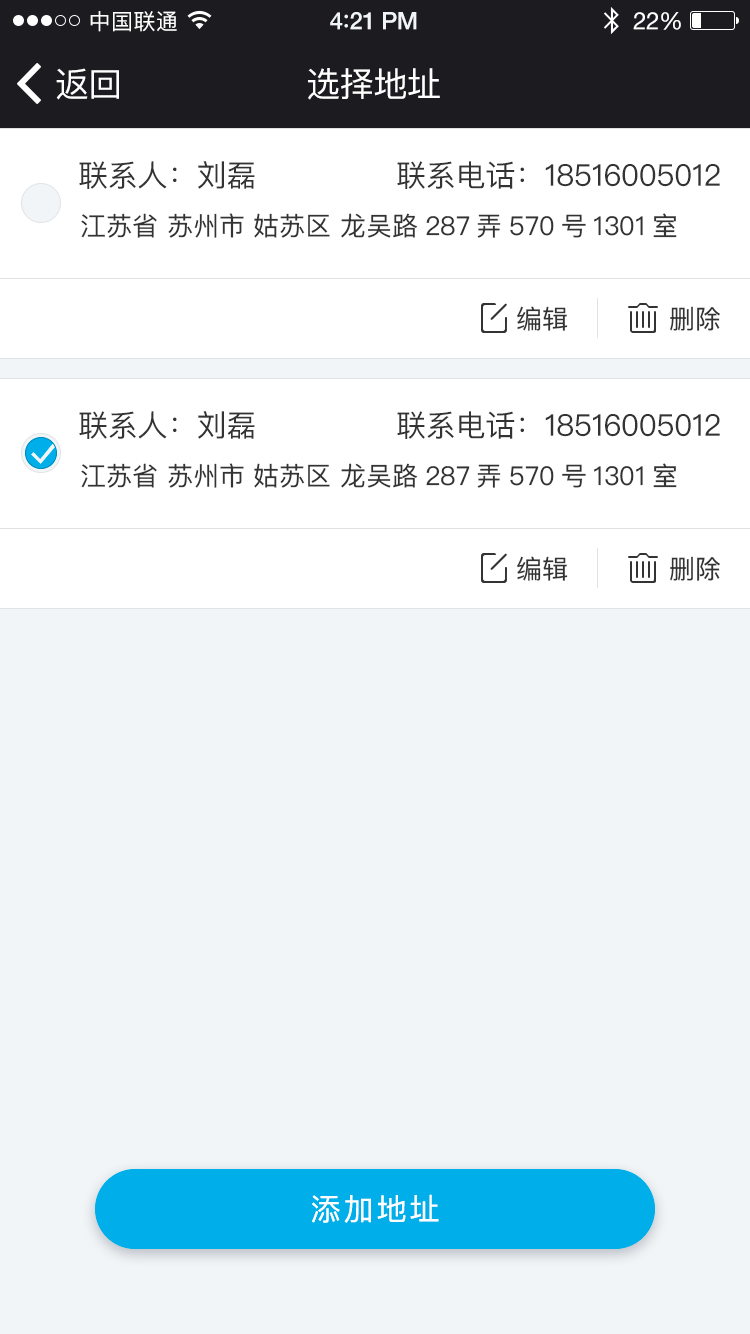 中国联通 4:21 PM 22%
返回 选择地址
联系人：刘磊 联系电话：18516005012
江苏省 苏州市 姑苏区 龙吴路 287 弄 570 号 1301 室
编辑 删除
联系人：刘磊 联系电话：18516005012
江苏省 苏州市 姑苏区 龙吴路 287 弄 570 号 1301 室
编辑 删除
添加地址